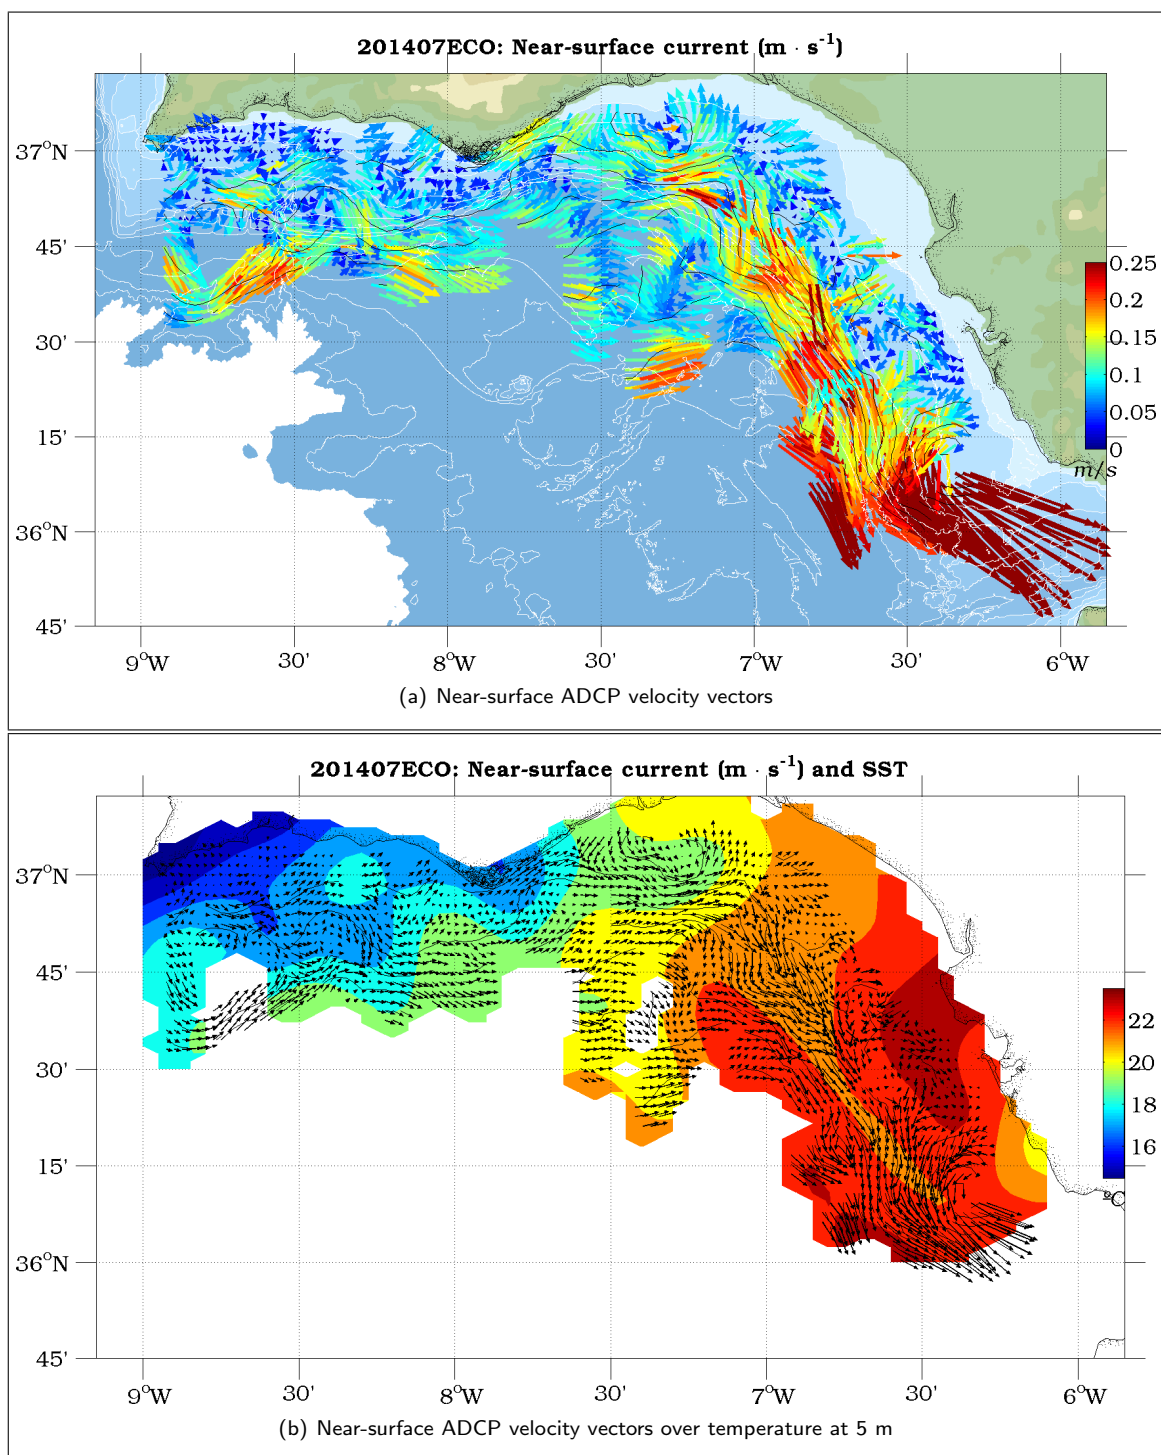 201407ECO: Near-surface current (m · s⁻¹)
37°N
45'
30'
15'
36°N
45'
9°W 30' 8°W 30' 7°W 30' 6°W
0.25
0.2
0.15
0.1
0.05
0
m/s
(a) Near-surface ADCP velocity vectors
201407ECO: Near-surface current (m · s⁻¹) and SST
37°N
45'
30'
15'
36°N
45'
9°W 30' 8°W 30' 7°W 30' 6°W
22
20
18
16
(b) Near-surface ADCP velocity vectors over temperature at 5 m